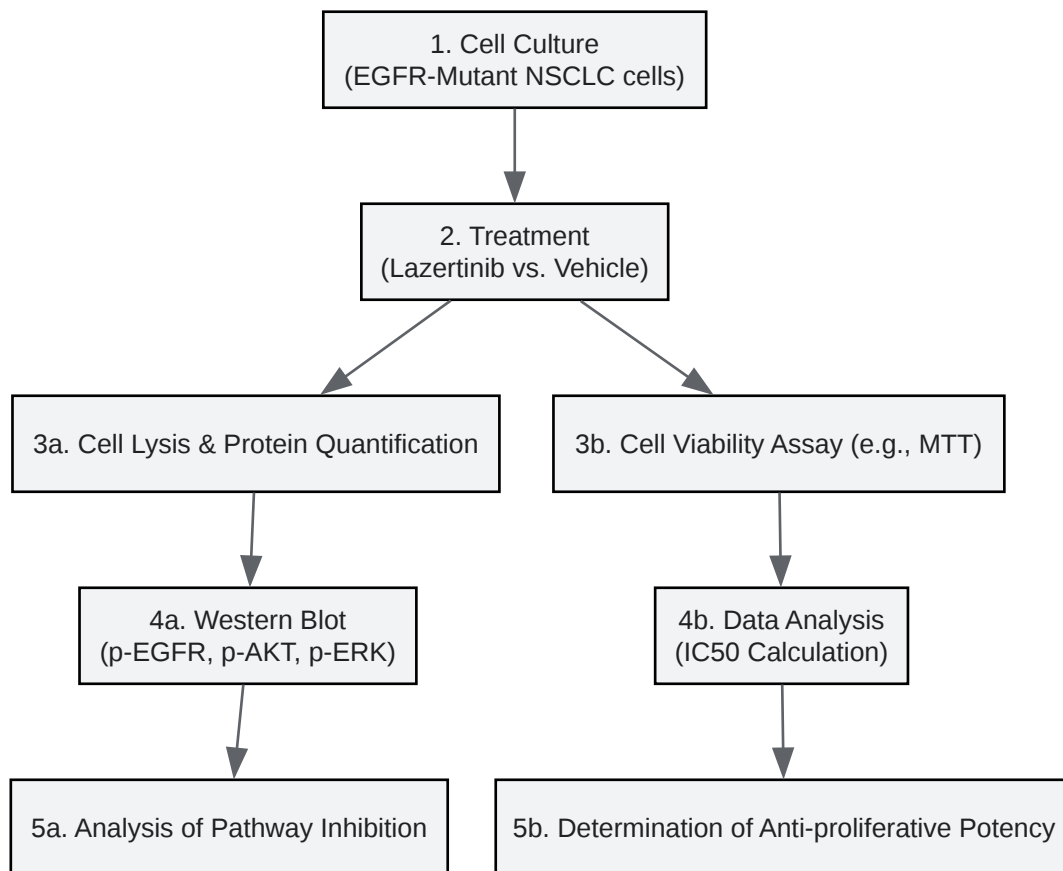 1. Cell Culture
(EGFR-Mutant NSCLC cells)
2. Treatment
(Lazertinib vs. Vehicle)
3a. Cell Lysis & Protein Quantification
3b. Cell Viability Assay (e.g., MTT)
4a. Western Blot
(p-EGFR, p-AKT, p-ERK)
4b. Data Analysis
(IC50 Calculation)
5a. Analysis of Pathway Inhibition
5b. Determination of Anti-proliferative Potency